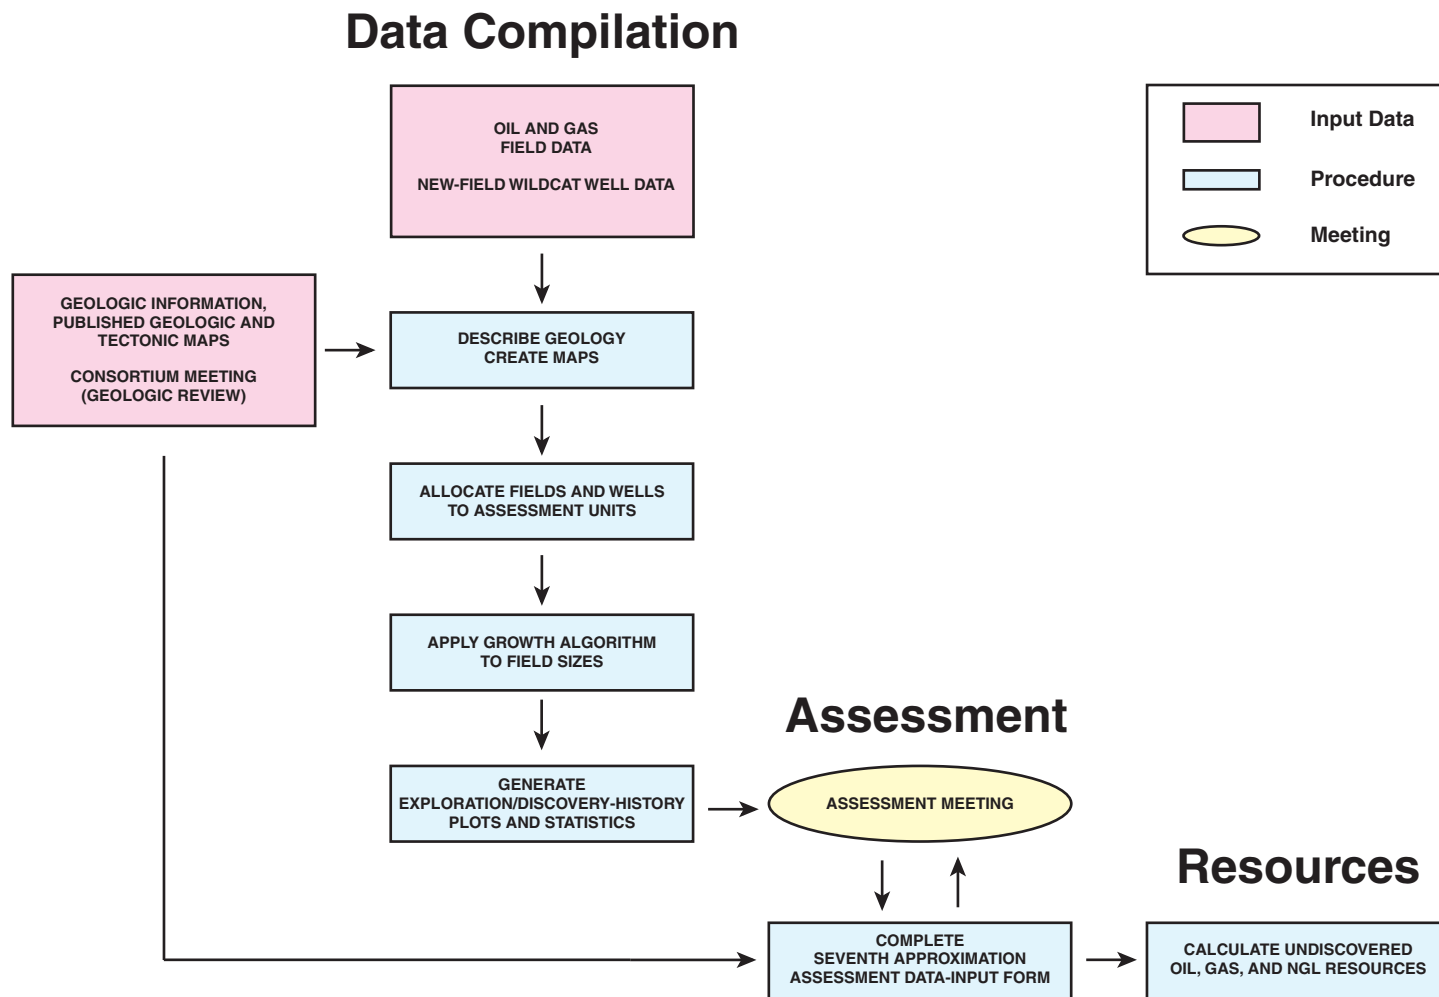 Data Compilation
OIL AND GAS
FIELD DATA
NEW-FIELD WILDCAT WELL DATA
Input Data
Procedure
Meeting
GEOLOGIC INFORMATION,
PUBLISHED GEOLOGIC AND
TECTONIC MAPS
CONSORTIUM MEETING
(GEOLOGIC REVIEW)
DESCRIBE GEOLOGY
CREATE MAPS
ALLOCATE FIELDS AND WELLS
TO ASSESSMENT UNITS
APPLY GROWTH ALGORITHM
TO FIELD SIZES
GENERATE
EXPLORATION/DISCOVERY-HISTORY
PLOTS AND STATISTICS
Assessment
ASSESSMENT MEETING
COMPLETE
SEVENTH APPROXIMATION
ASSESSMENT DATA-INPUT FORM
Resources
CALCULATE UNDISCOVERED
OIL, GAS, AND NGL RESOURCES